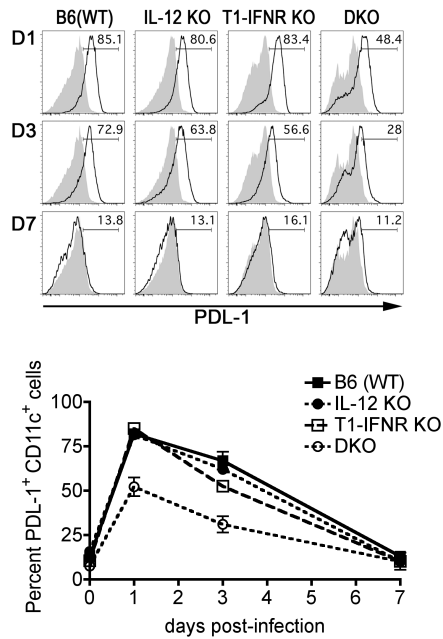 B6(WT) IL-12 KO T1-IFNR KO DKO
D1 85.1 80.6 83.4 48.4
D3 72.9 63.8 56.6 28
D7 13.8 13.1 16.1 11.2
PDL-1
B6 (WT)
IL-12 KO
T1-IFNR KO
DKO
Percent PDL-1+ CD11c+ cells
100
75
50
25
0
0 1 2 3 4 5 6 7
days post-infection